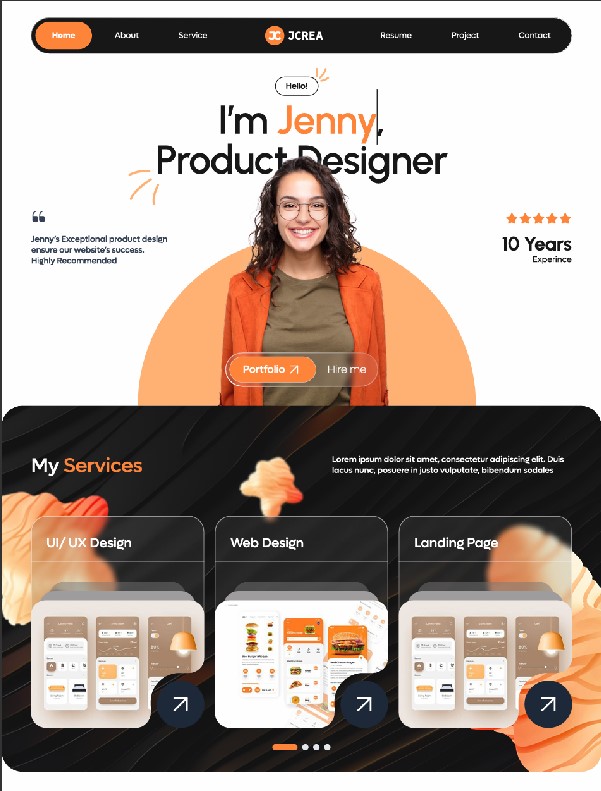 Home
About
Service
JC JCREA
Resume
Project
Contact
Hello!
I'm Jenny,
Product Designer
Jenny's Exceptional product design
ensure our website's success.
Highly Recommended
10 Years
Experince
Portfolio
Hire me
My Services
Lorem ipsum dolor sit amet, consectetur adipiscing elit. Duis
lacus nunc, posuere in justo vulputate, bibendum sodales
UI/ UX Design
Web Design
Landing Page